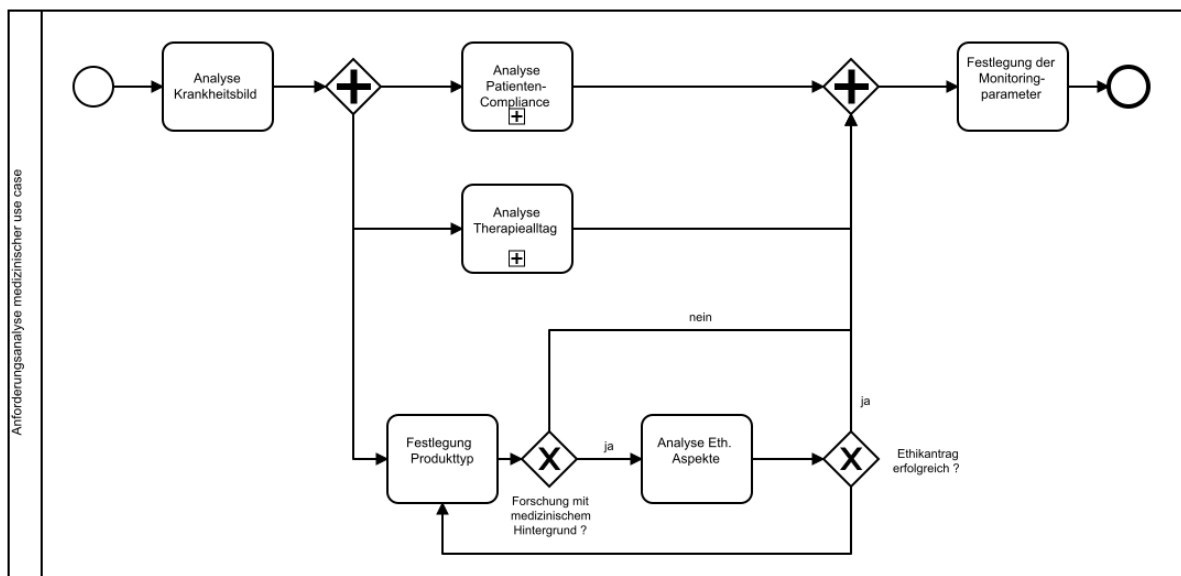 Anforderungsanalyse medizinischer use case
Analyse
Krankheitsbild
Analyse
Patienten-
Compliance
Festlegung der
Monitoring-
parameter
Analyse
Therapiealltag
nein
Festlegung
Produkttyp
ja
Analyse Eth.
Aspekte
ja
Ethikantrag
erfolgreich ?
Forschung mit
medizinischem
Hintergrund ?